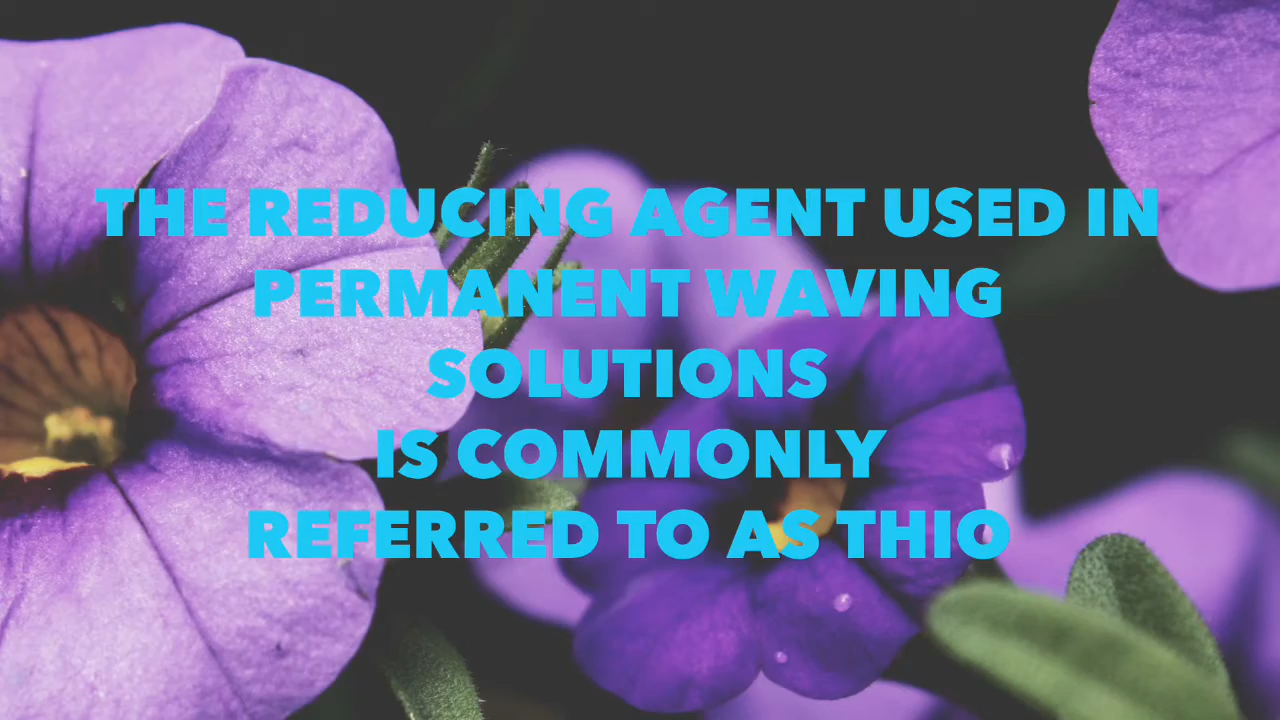 THE REDUCING AGENT USED IN
PERMANENT WAVING
SOLUTIONS
IS COMMONLY
REFERRED TO AS THIO